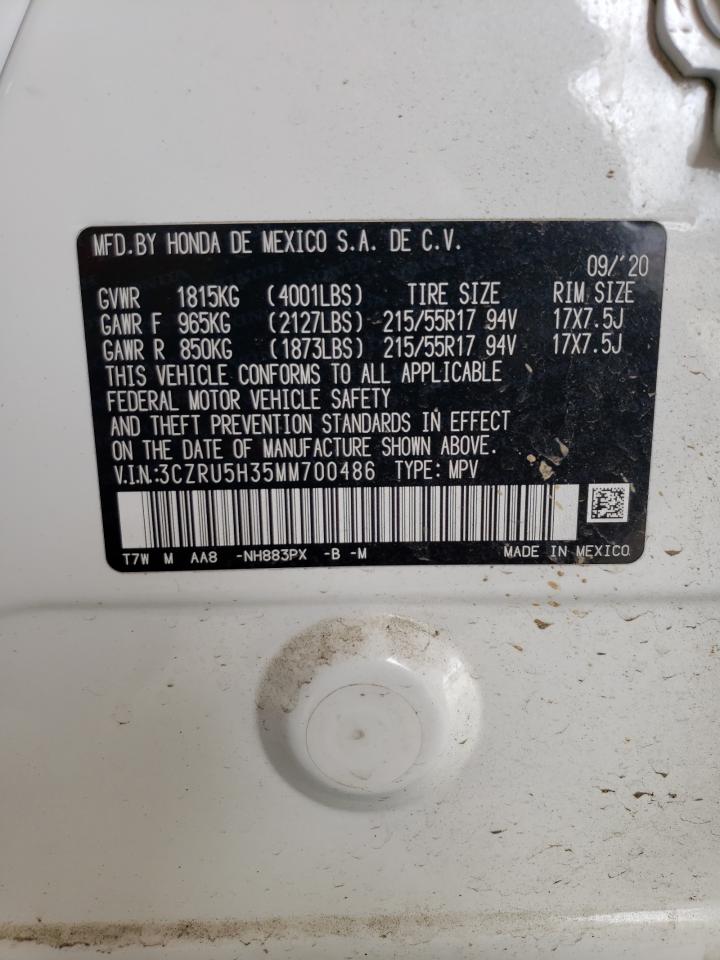 MFD.BY HONDA DE MEXICO S.A. DE C.V.
09/'20
GVWR 1815KG (4001LBS) TIRE SIZE RIM SIZE
GAWR F 965KG (2127LBS) 215/55R17 94V 17X7.5J
GAWR R 850KG (1873LBS) 215/55R17 94V 17X7.5J
THIS VEHICLE CONFORMS TO ALL APPLICABLE
FEDERAL MOTOR VEHICLE SAFETY
AND THEFT PREVENTION STANDARDS IN EFFECT
ON THE DATE OF MANUFACTURE SHOWN ABOVE.
V.I.N.:3CZRU5H35MM700486 TYPE: MPV
T7W M AA8 -NH883PX -B -M MADE IN MEXICO